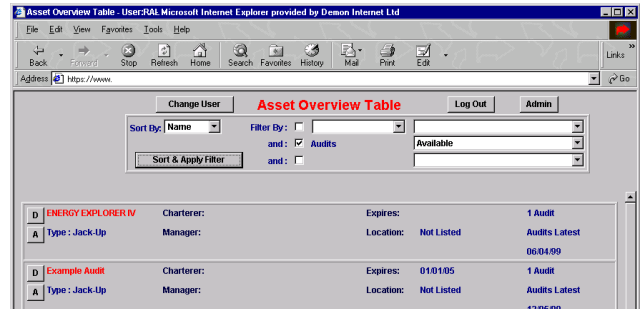 Asset Overview Table - User:RAL Microsoft Internet Explorer provided by Demon Internet Ltd
File Edit View Favorites Tools Help
Back Forward Stop Refresh Home Search Favorites History Mail Print Edit Links »
Address https://www. Go
Change User Asset Overview Table Log Out Admin
Sort By: Name Filter By:
and: Audits Available
Sort & Apply Filter and:
D ENERGY EXPLORER IV Charterer: Expires: 1 Audit
A Type : Jack-Up Manager: Location: Not Listed Audits Latest
06/04/99
D Example Audit Charterer: Expires: 01/01/05 1 Audit
A Type : Jack-Up Manager: Location: Not Listed Audits Latest